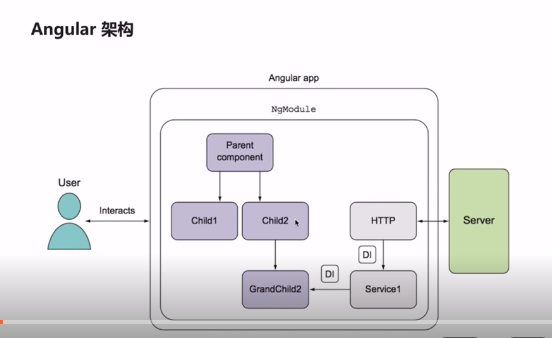 Angular 架构
Angular app
NgModule
Parent
component
User
Interacts
Child1
Child2
HTTP
Server
DI
DI
GrandChild2
Service1